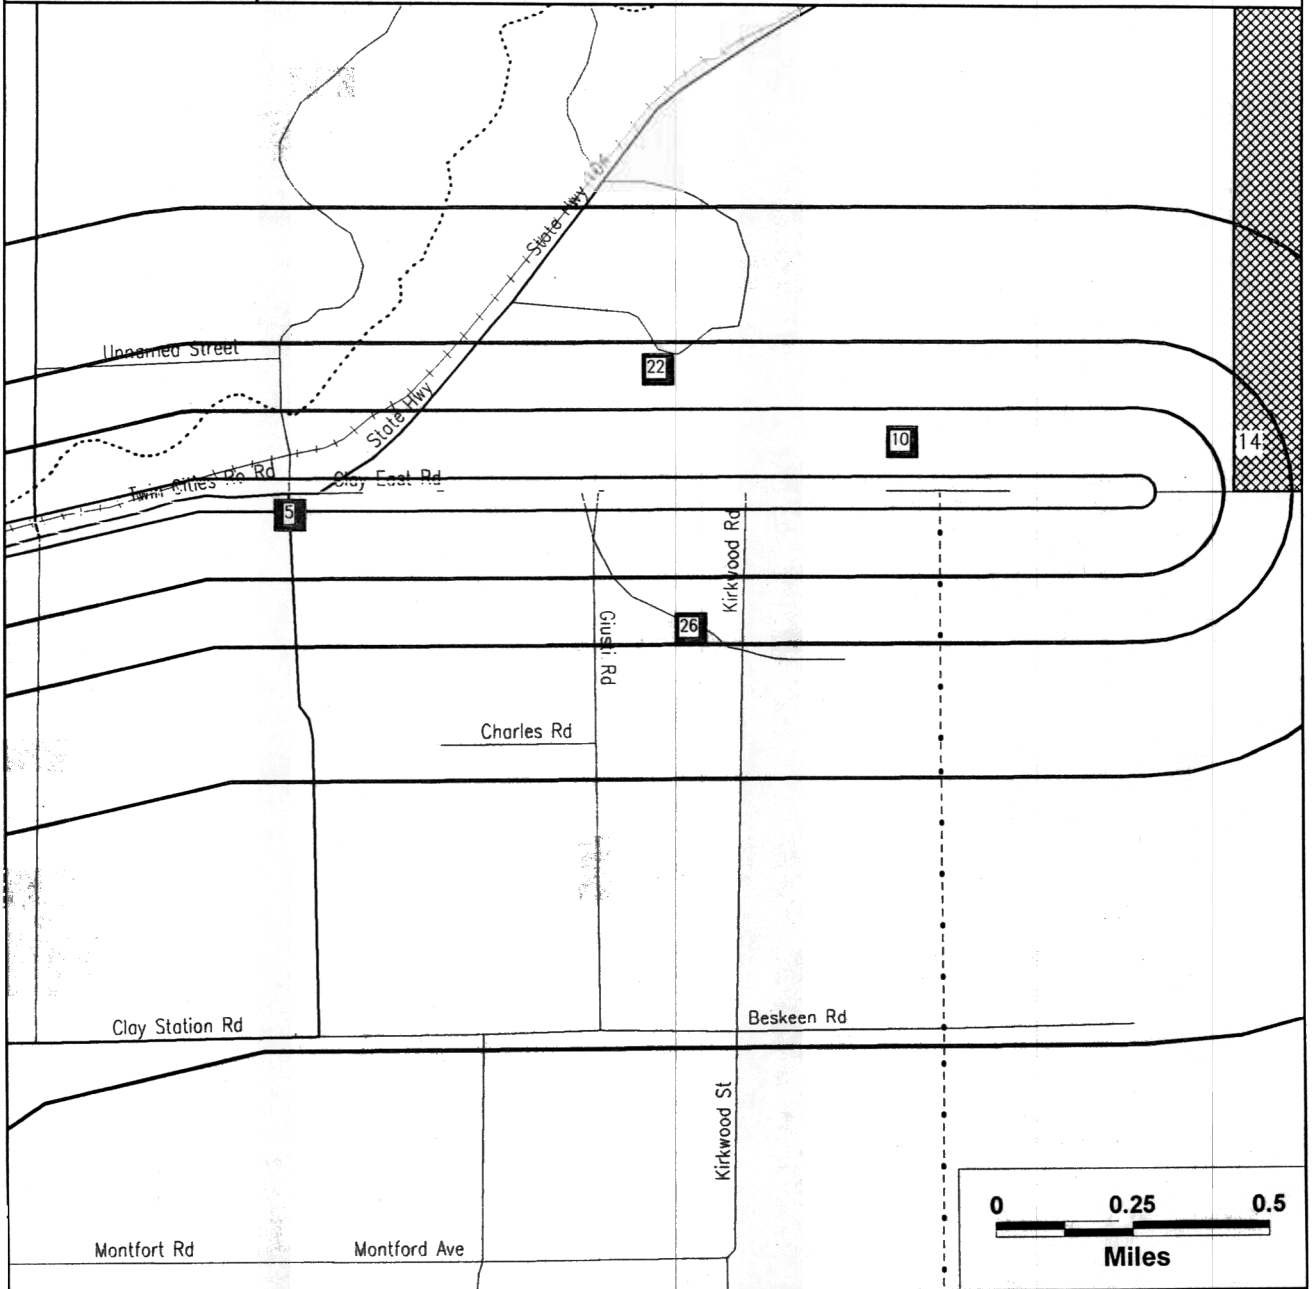 State Hwy 104
Unnamed Street
22
State Hwy
10
14
Twin Cities Ro Rd
Clay East Rd
5
Kirkwood Rd
26
Giusti Rd
Charles Rd
Clay Station Rd
Beskeen Rd
Kirkwood St
0 0.25 0.5
Miles
Montfort Rd
Montford Ave